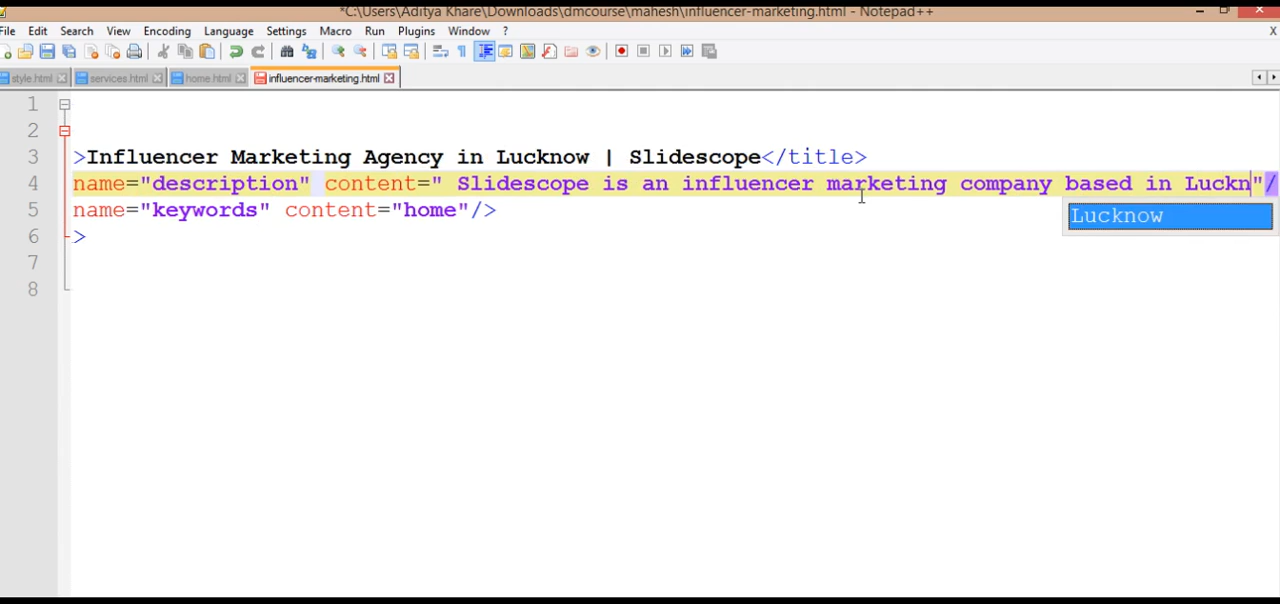 *C:\Users\Aditya Khare\Downloads\dmcourse\mahesh\influencer-marketing.html - Notepad++
File Edit Search View Encoding Language Settings Macro Run Plugins Window ? X
style.html services.html home.html influencer-marketing.html
1
2
3 >Influencer Marketing Agency in Lucknow | Slidescope</title>
4 name="description" content=" Slidescope is an influencer marketing company based in Luckn"/
5 name="keywords" content="home"/>
Lucknow
6 >
7
8